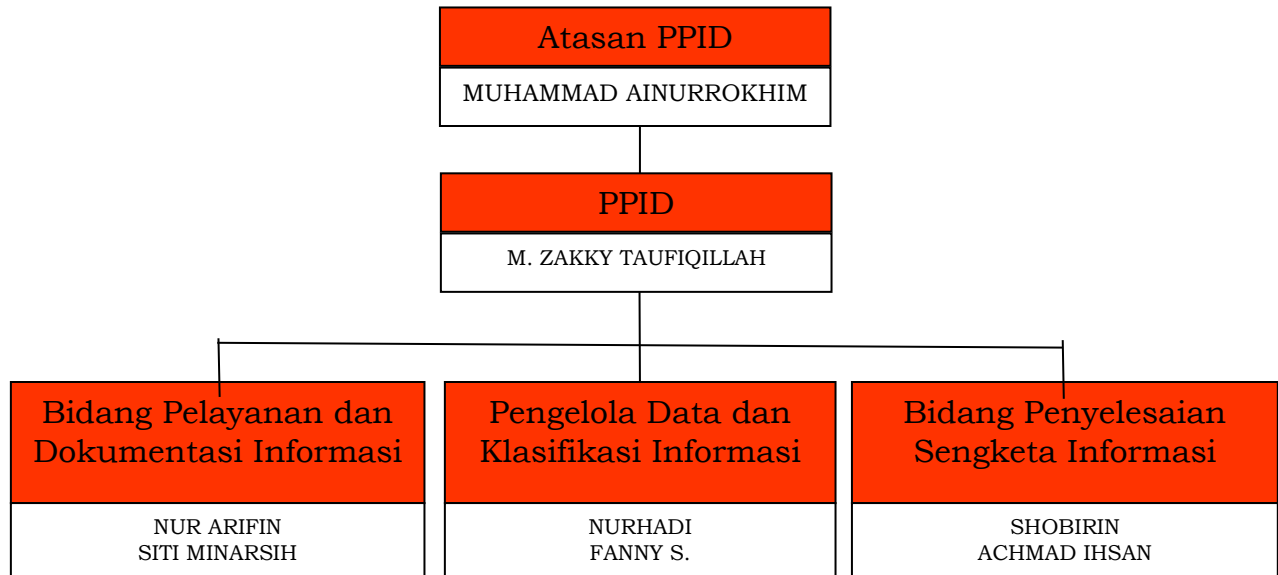 Atasan PPID
MUHAMMAD AINURROKHIM
PPID
M. ZAKKY TAUFIQILLAH
Bidang Pelayanan dan
Dokumentasi Informasi
NUR ARIFIN
SITI MINARSIH
Pengelola Data dan
Klasifikasi Informasi
NURHADI
FANNY S.
Bidang Penyelesaian
Sengketa Informasi
SHOBIRIN
ACHMAD IHSAN